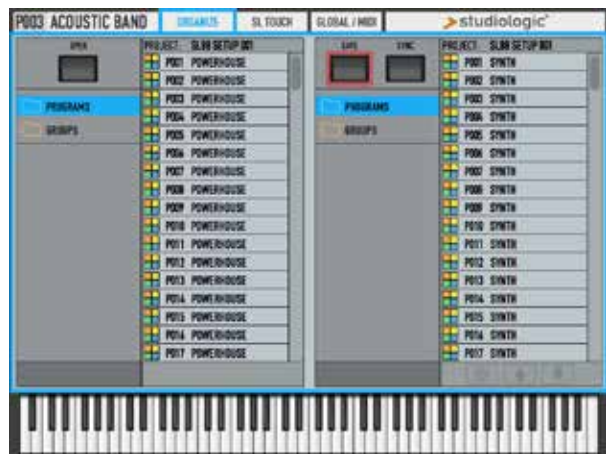 P003 ACOUSTIC BAND
ORGANIZE
SL TOUCH
GLOBAL / MIDI
studiologic
OPEN
PROJECT: SL88 SETUP 001
P001 POWERHOUSE
P002 POWERHOUSE
P003 POWERHOUSE
P004 POWERHOUSE
P005 POWERHOUSE
P006 POWERHOUSE
P007 POWERHOUSE
P008 POWERHOUSE
P009 POWERHOUSE
P010 POWERHOUSE
P011 POWERHOUSE
P012 POWERHOUSE
P013 POWERHOUSE
P014 POWERHOUSE
P015 POWERHOUSE
P016 POWERHOUSE
P017 POWERHOUSE
PROGRAMS
GROUPS
SAVE
SYNC
PROJECT: SL88 SETUP 001
P001 SYNTH
P002 SYNTH
P003 SYNTH
P004 SYNTH
P005 SYNTH
P006 SYNTH
P007 SYNTH
P008 SYNTH
P009 SYNTH
P010 SYNTH
P011 SYNTH
P012 SYNTH
P013 SYNTH
P014 SYNTH
P015 SYNTH
P016 SYNTH
P017 SYNTH
PROGRAMS
GROUPS